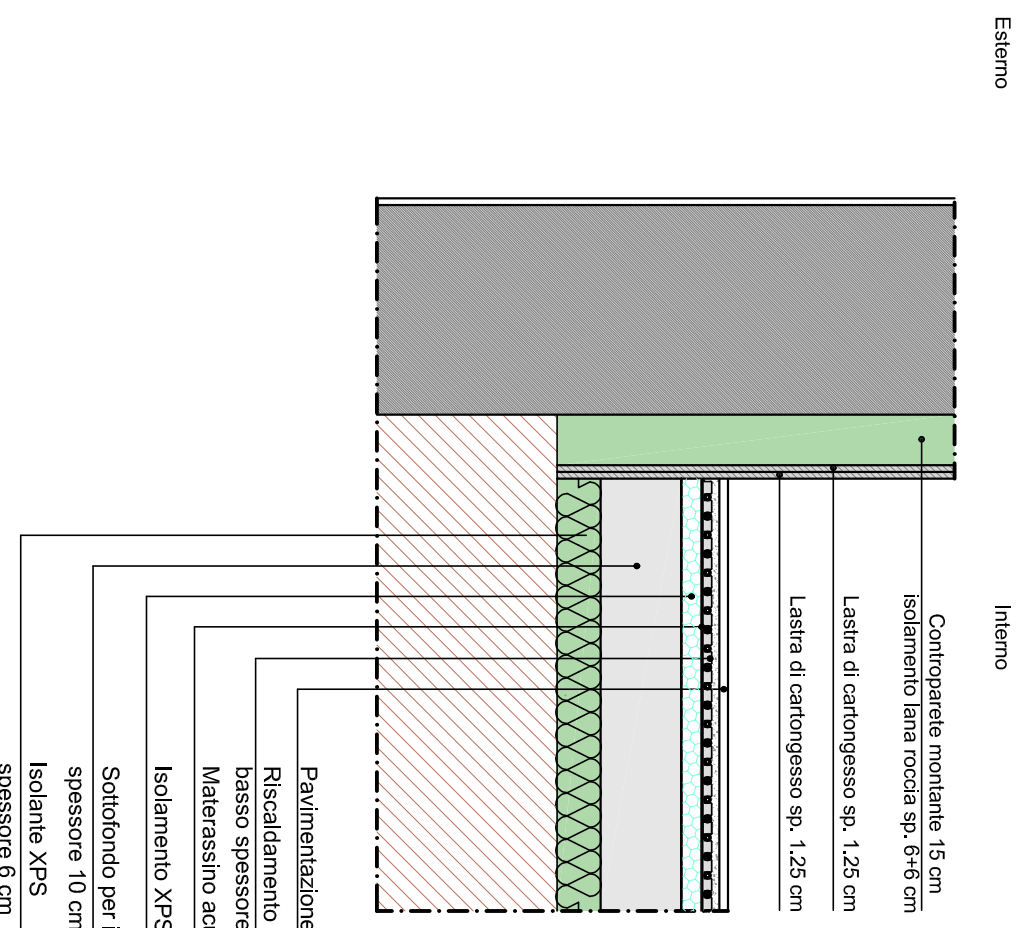 Esterno
Interno
Controparete montante 15 cm
isolamento lana roccia sp. 6+6 cm
Lastra di cartongesso sp. 1.25 cm
Lastra di cartongesso sp. 1.25 cm
Pavimentazione
Riscaldamento
basso spessore
Materassino acu
Isolamento XPS
Sottofondo per i
spessore 10 cm
Isolante XPS
spessore 6 cm